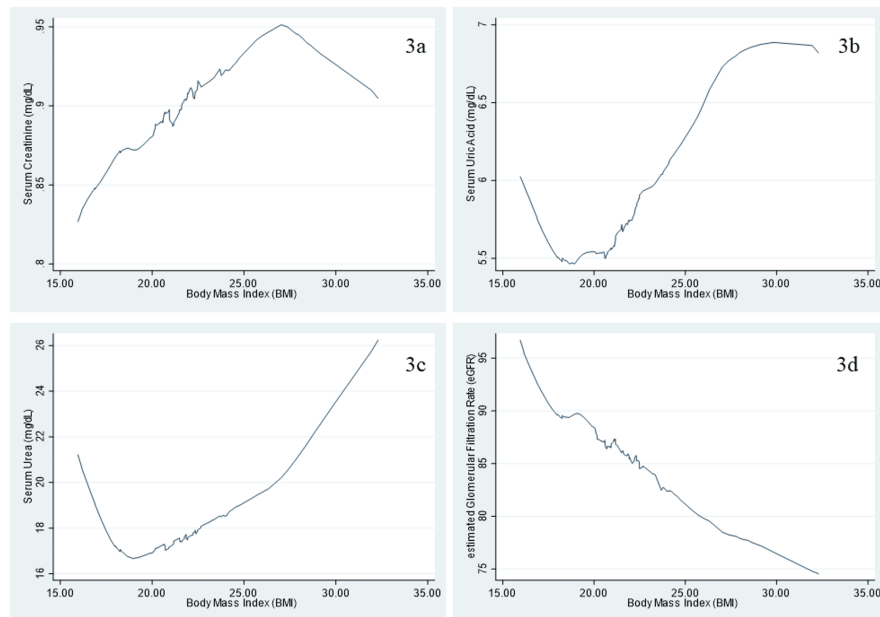 3a
Serum Creatinine (mg/dL)
.95
.9
.85
.8
15.00 20.00 25.00 30.00 35.00
Body Mass Index (BMI)
3b
Serum Uric Acid (mg/dL)
7
6.5
6
5.5
15.00 20.00 25.00 30.00 35.00
Body Mass Index (BMI)
3c
Serum Urea (mg/dL)
26
24
22
20
18
16
15.00 20.00 25.00 30.00 35.00
Body Mass Index (BMI)
3d
estimated Glomerular Filtration Rate (eGFR)
95
90
85
80
75
15.00 20.00 25.00 30.00 35.00
Body Mass Index (BMI)